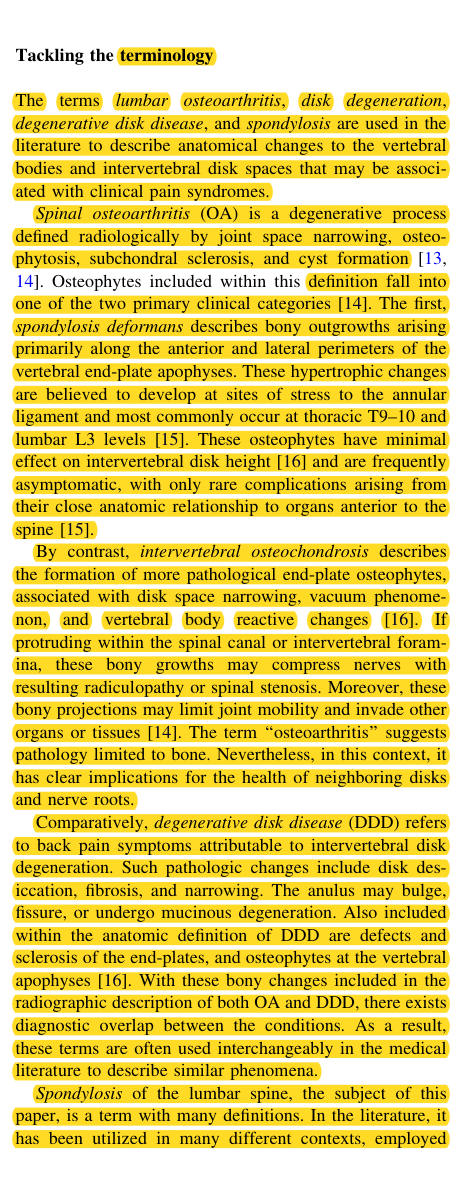 Tackling the terminology
The terms lumbar osteoarthritis, disk degeneration,
degenerative disk disease, and spondylosis are used in the
literature to describe anatomical changes to the vertebral
bodies and intervertebral disk spaces that may be associ-
ated with clinical pain syndromes.
Spinal osteoarthritis (OA) is a degenerative process
defined radiologically by joint space narrowing, osteo-
phytosis, subchondral sclerosis, and cyst formation [13,
14]. Osteophytes included within this definition fall into
one of the two primary clinical categories [14]. The first,
spondylosis deformans describes bony outgrowths arising
primarily along the anterior and lateral perimeters of the
vertebral end-plate apophyses. These hypertrophic changes
are believed to develop at sites of stress to the annular
ligament and most commonly occur at thoracic T9–10 and
lumbar L3 levels [15]. These osteophytes have minimal
effect on intervertebral disk height [16] and are frequently
asymptomatic, with only rare complications arising from
their close anatomic relationship to organs anterior to the
spine [15].
By contrast, intervertebral osteochondrosis describes
the formation of more pathological end-plate osteophytes,
associated with disk space narrowing, vacuum phenome-
non, and vertebral body reactive changes [16]. If
protruding within the spinal canal or intervertebral foram-
ina, these bony growths may compress nerves with
resulting radiculopathy or spinal stenosis. Moreover, these
bony projections may limit joint mobility and invade other
organs or tissues [14]. The term “osteoarthritis” suggests
pathology limited to bone. Nevertheless, in this context, it
has clear implications for the health of neighboring disks
and nerve roots.
Comparatively, degenerative disk disease (DDD) refers
to back pain symptoms attributable to intervertebral disk
degeneration. Such pathologic changes include disk des-
iccation, fibrosis, and narrowing. The anulus may bulge,
fissure, or undergo mucinous degeneration. Also included
within the anatomic definition of DDD are defects and
sclerosis of the end-plates, and osteophytes at the vertebral
apophyses [16]. With these bony changes included in the
radiographic description of both OA and DDD, there exists
diagnostic overlap between the conditions. As a result,
these terms are often used interchangeably in the medical
literature to describe similar phenomena.
Spondylosis of the lumbar spine, the subject of this
paper, is a term with many definitions. In the literature, it
has been utilized in many different contexts, employed